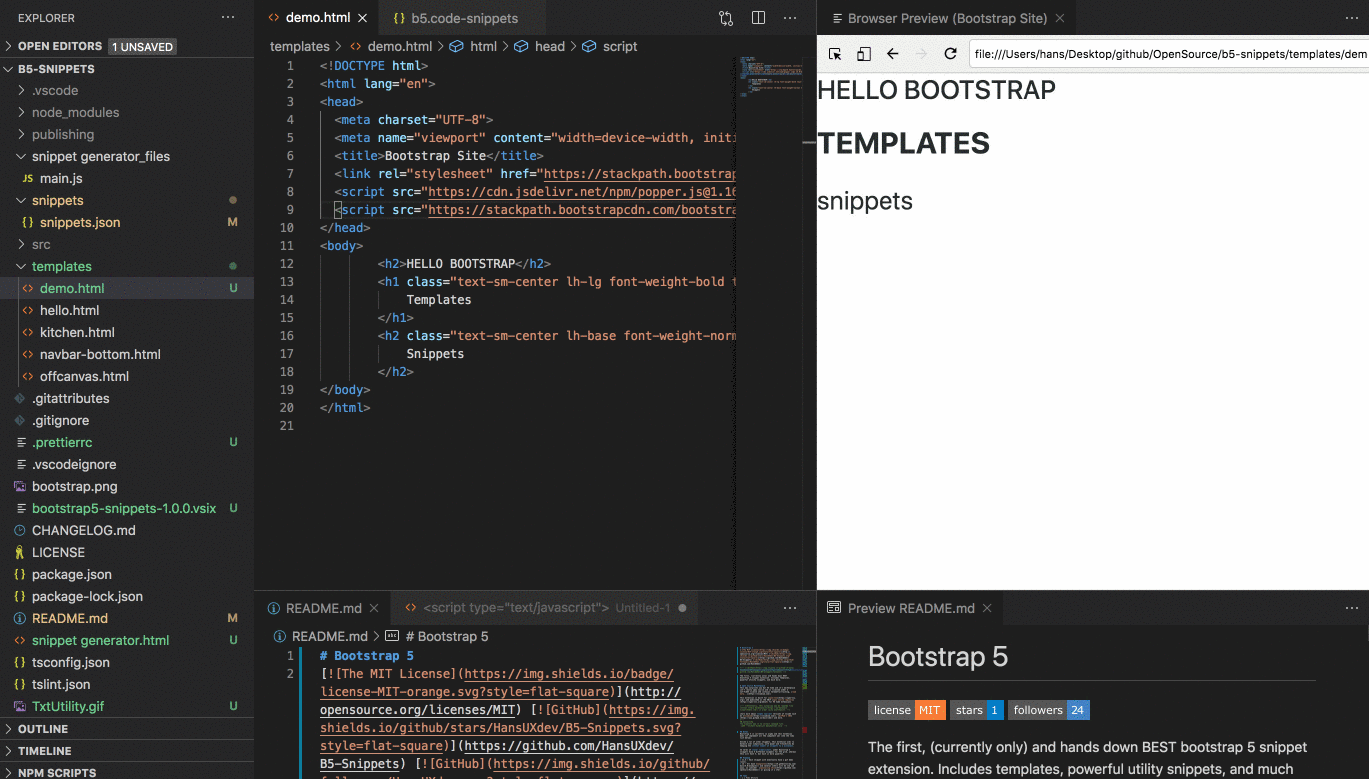 EXPLORER
OPEN EDITORS 1 UNSAVED
B5-SNIPPETS
.vscode
node_modules
publishing
snippet generator_files
JS main.js
snippets
{} snippets.json M
src
templates
<> demo.html U
<> hello.html
<> kitchen.html
<> navbar-bottom.html
<> offcanvas.html
.gitattributes
.gitignore
.prettierrc U
.vscodeignore
bootstrap.png
bootstrap5-snippets-1.0.0.vsix U
CHANGELOG.md
LICENSE
{} package.json
{} package-lock.json
README.md M
<> snippet generator.html U
{} tsconfig.json
{} tslint.json
TxtUtility.gif U
OUTLINE
TIMELINE
NPM SCRIPTS
<> demo.html {} b5.code-snippets
templates > <> demo.html > html > head > script
1 <!DOCTYPE html>
2 <html lang="en">
3 <head>
4 <meta charset="UTF-8">
5 <meta name="viewport" content="width=device-width, initi
6 <title>Bootstrap Site</title>
7 <link rel="stylesheet" href="https://stackpath.bootstrap
8 <script src="https://cdn.jsdelivr.net/npm/popper.js@1.16
9 <script src="https://stackpath.bootstrapcdn.com/bootstra
10 </head>
11 <body>
12 <h2>HELLO BOOTSTRAP</h2>
13 <h1 class="text-sm-center lh-lg font-weight-bold t
14 Templates
15 </h1>
16 <h2 class="text-sm-center lh-base font-weight-norm
17 Snippets
18 </h2>
19 </body>
20 </html>
21
Browser Preview (Bootstrap Site)
file:///Users/hans/Desktop/github/OpenSource/b5-snippets/templates/dem
HELLO BOOTSTRAP
TEMPLATES
snippets
README.md <> <script type="text/javascript"> Untitled-1
README.md > # Bootstrap 5
1 # Bootstrap 5
2 [![The MIT License](https://img.shields.io/badge/
license-MIT-orange.svg?style=flat-square)](http://
opensource.org/licenses/MIT) [![GitHub](https://img.
shields.io/github/stars/HansUXdev/B5-Snippets.svg?
style=flat-square)](https://github.com/HansUXdev/
B5-Snippets) [![GitHub](https://img.shields.io/github/
Preview README.md
Bootstrap 5
license MIT stars 1 followers 24
The first, (currently only) and hands down BEST bootstrap 5 snippet
extension. Includes templates, powerful utility snippets, and much